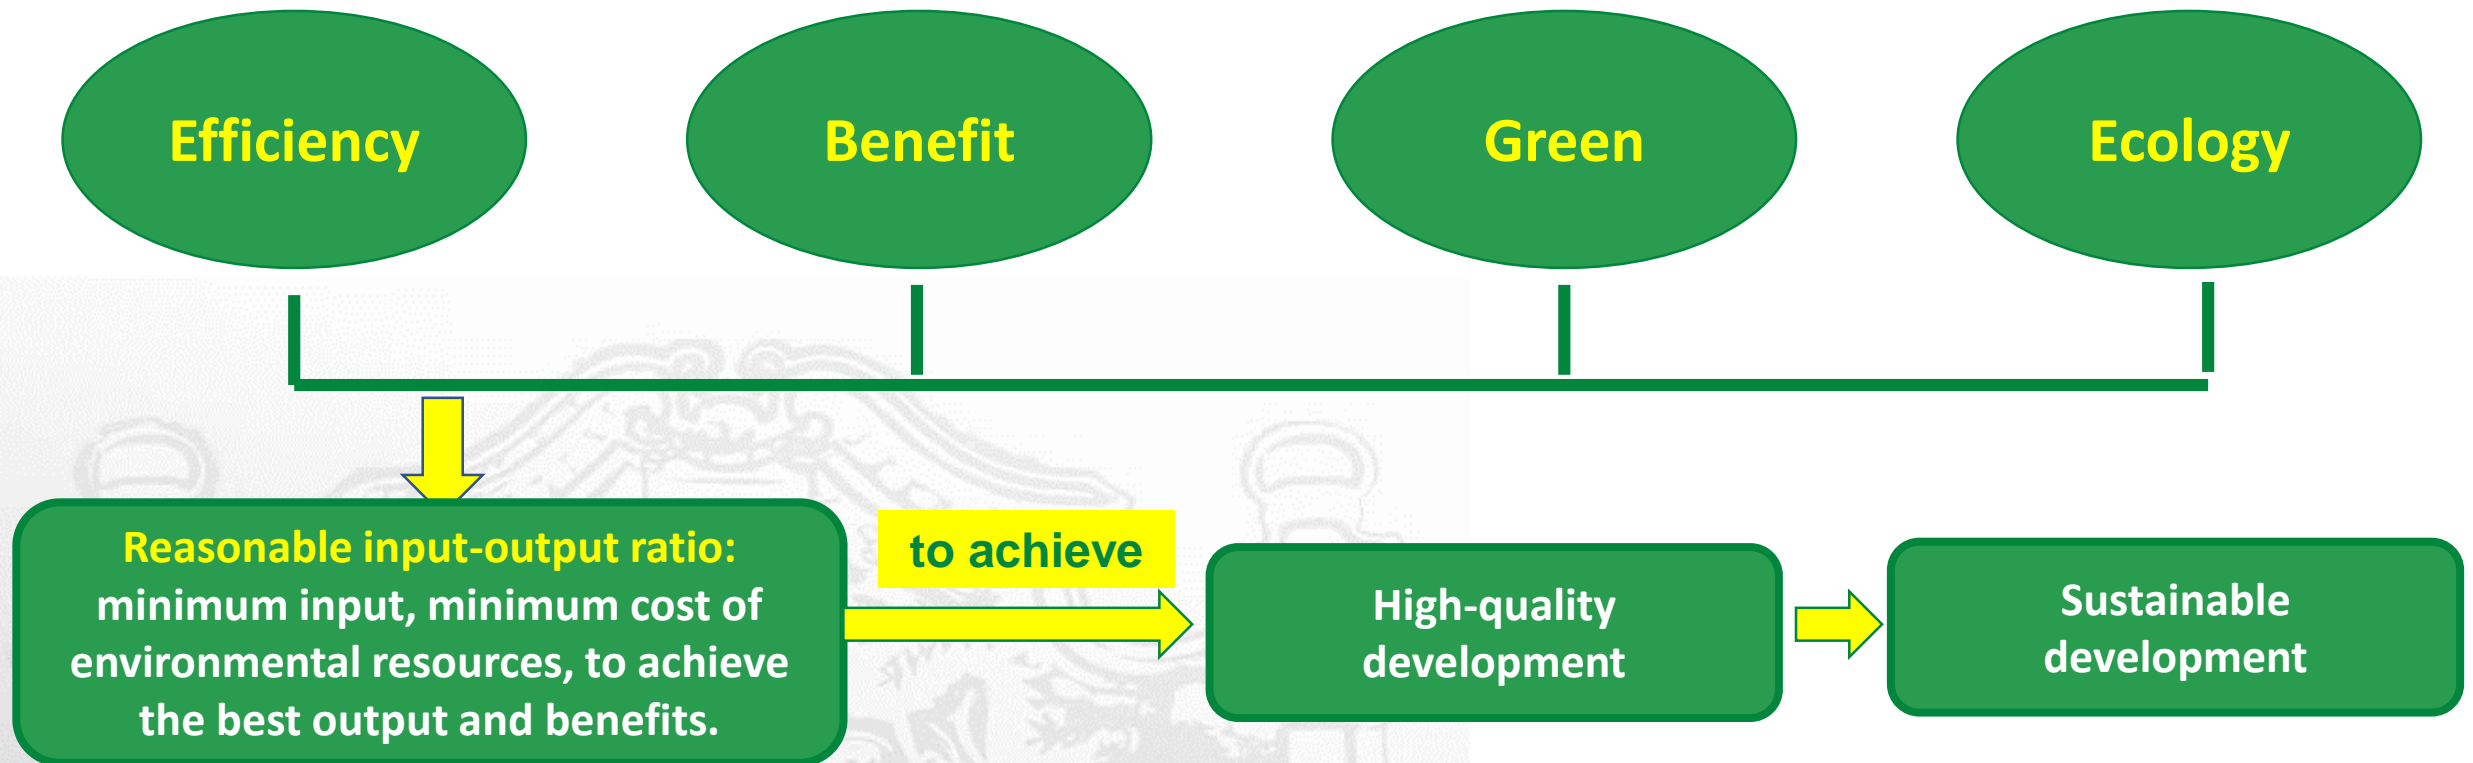 Efficiency
Benefit
Green
Ecology
Reasonable input-output ratio:
minimum input, minimum cost of
environmental resources, to achieve
the best output and benefits.
to achieve
High-quality
development
Sustainable
development